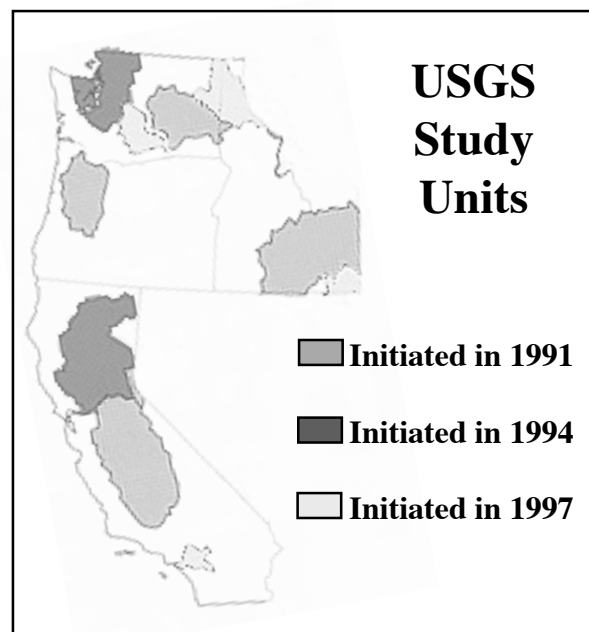 USGS
Study
Units
Initiated in 1991
Initiated in 1994
Initiated in 1997